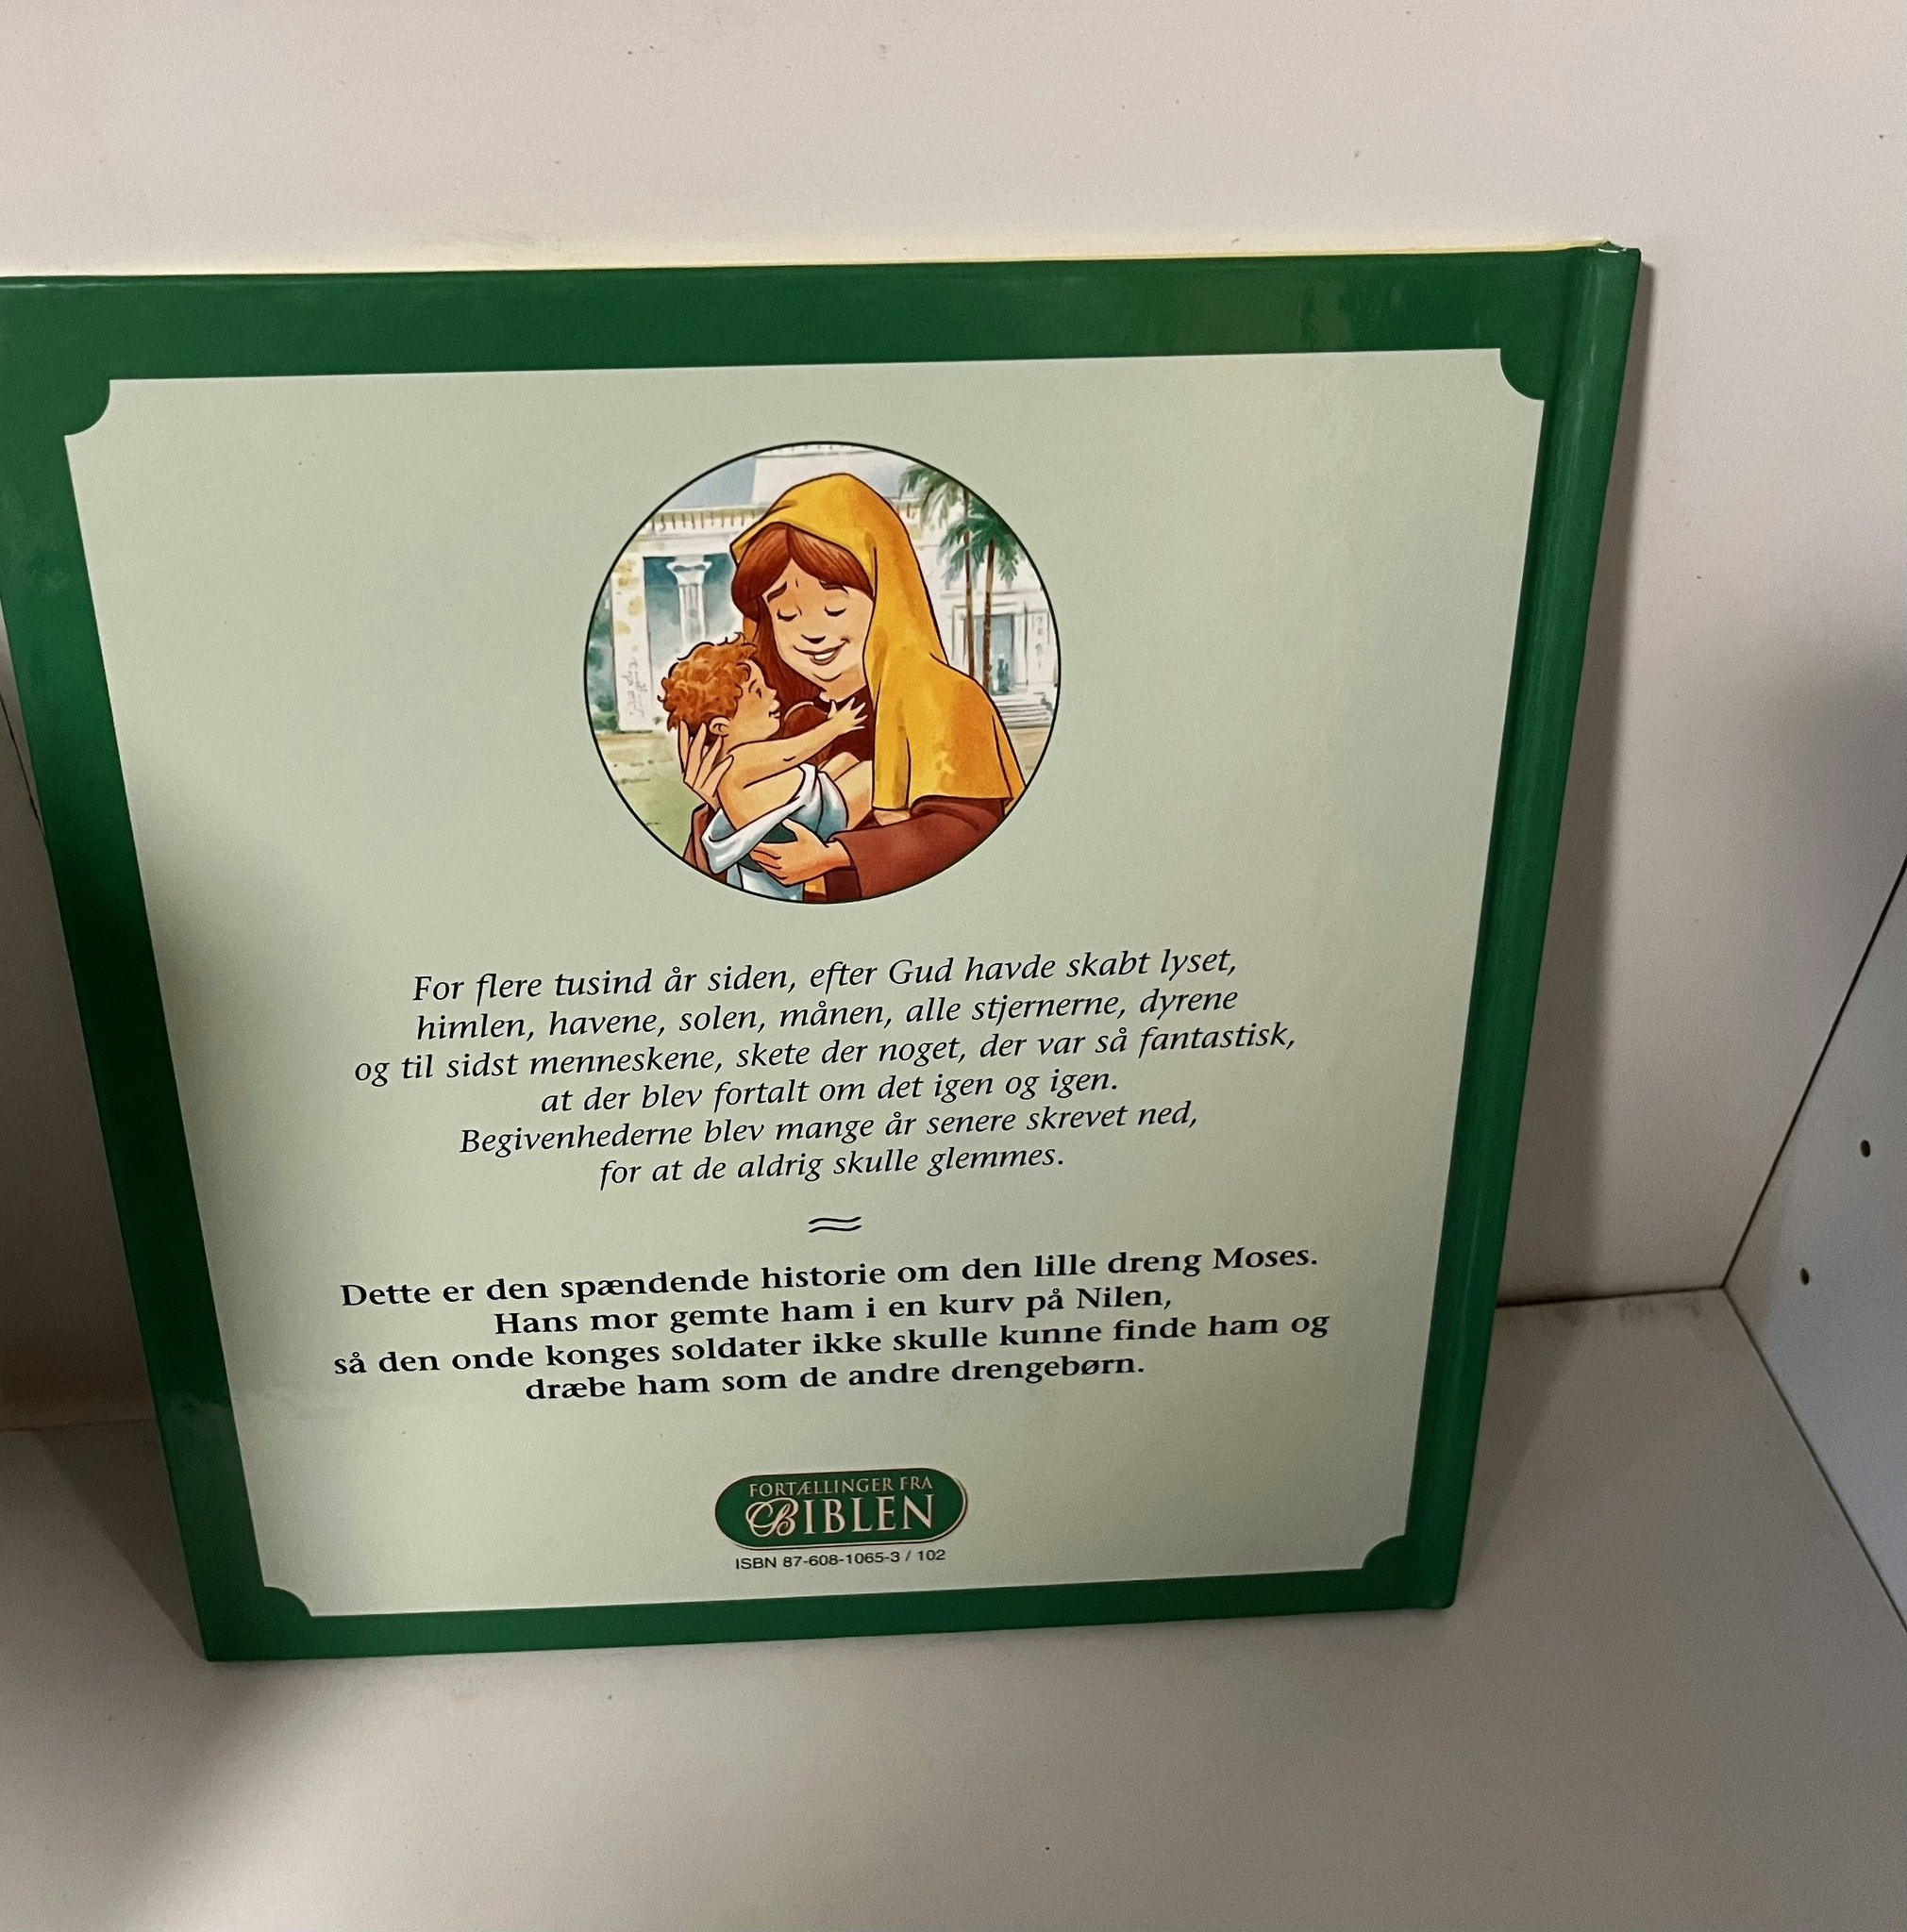 For flere tusind år siden, efter Gud havde skabt lyset,
himlen, havene, solen, månen, alle stjernerne, dyrene
og til sidst menneskene, skete der noget, der var så fantastisk,
at der blev fortalt om det igen og igen.
Begivenhederne blev mange år senere skrevet ned,
for at de aldrig skulle glemmes.
Dette er den spændende historie om den lille dreng Moses.
Hans mor gemte ham i en kurv på Nilen,
så den onde konges soldater ikke skulle kunne finde ham og
dræbe ham som de andre drengebørn.
FORTÆLLINGER FRA
BIBLEN
ISBN 87-608-1065-3 / 102